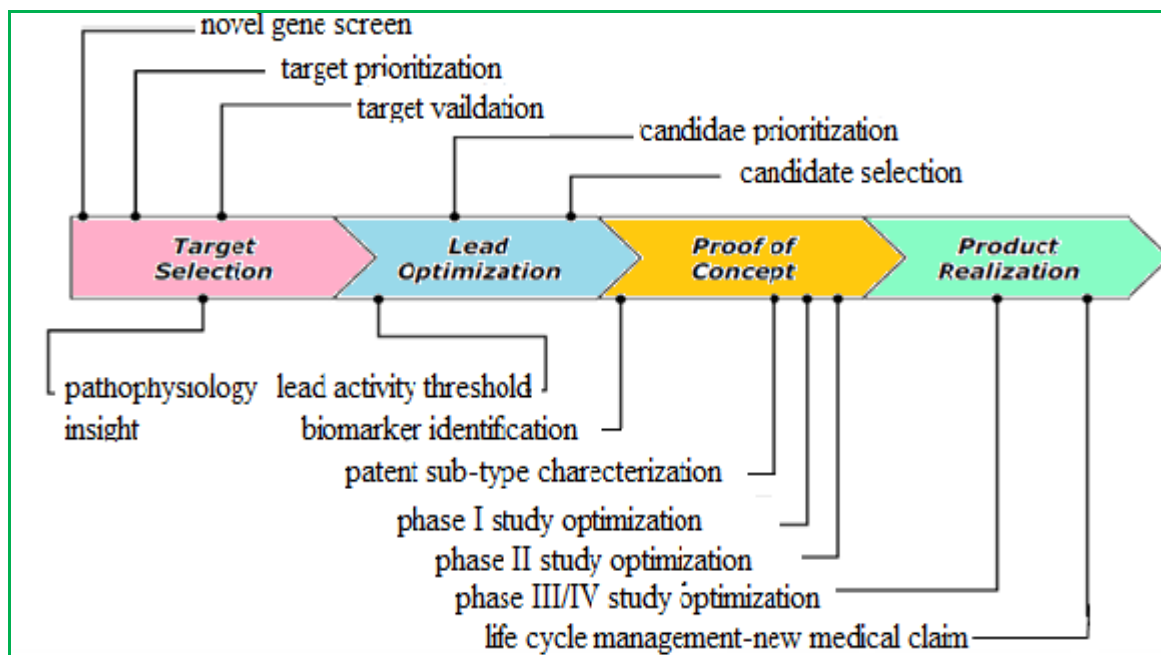 novel gene screen
target prioritization
target vaildation
candidae prioritization
candidate selection
Target
Selection
Lead
Optimization
Proof of
Concept
Product
Realization
pathophysiology
insight
lead activity threshold
biomarker identification
patent sub-type charecterization
phase I study optimization
phase II study optimization
phase III/IV study optimization
life cycle management-new medical claim